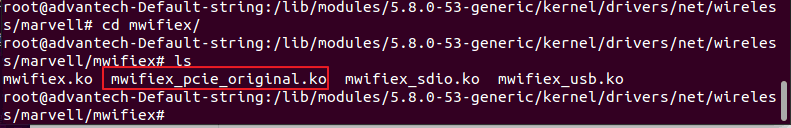 root@advantech-Default-string:/lib/modules/5.8.0-53-generic/kernel/drivers/net/wireles
s/marvell# cd mwifiex/
root@advantech-Default-string:/lib/modules/5.8.0-53-generic/kernel/drivers/net/wireles
s/marvell/mwifiex# ls
mwifiex.ko  mwifiex_pcie_original.ko  mwifiex_sdio.ko  mwifiex_usb.ko
root@advantech-Default-string:/lib/modules/5.8.0-53-generic/kernel/drivers/net/wireles
s/marvell/mwifiex#